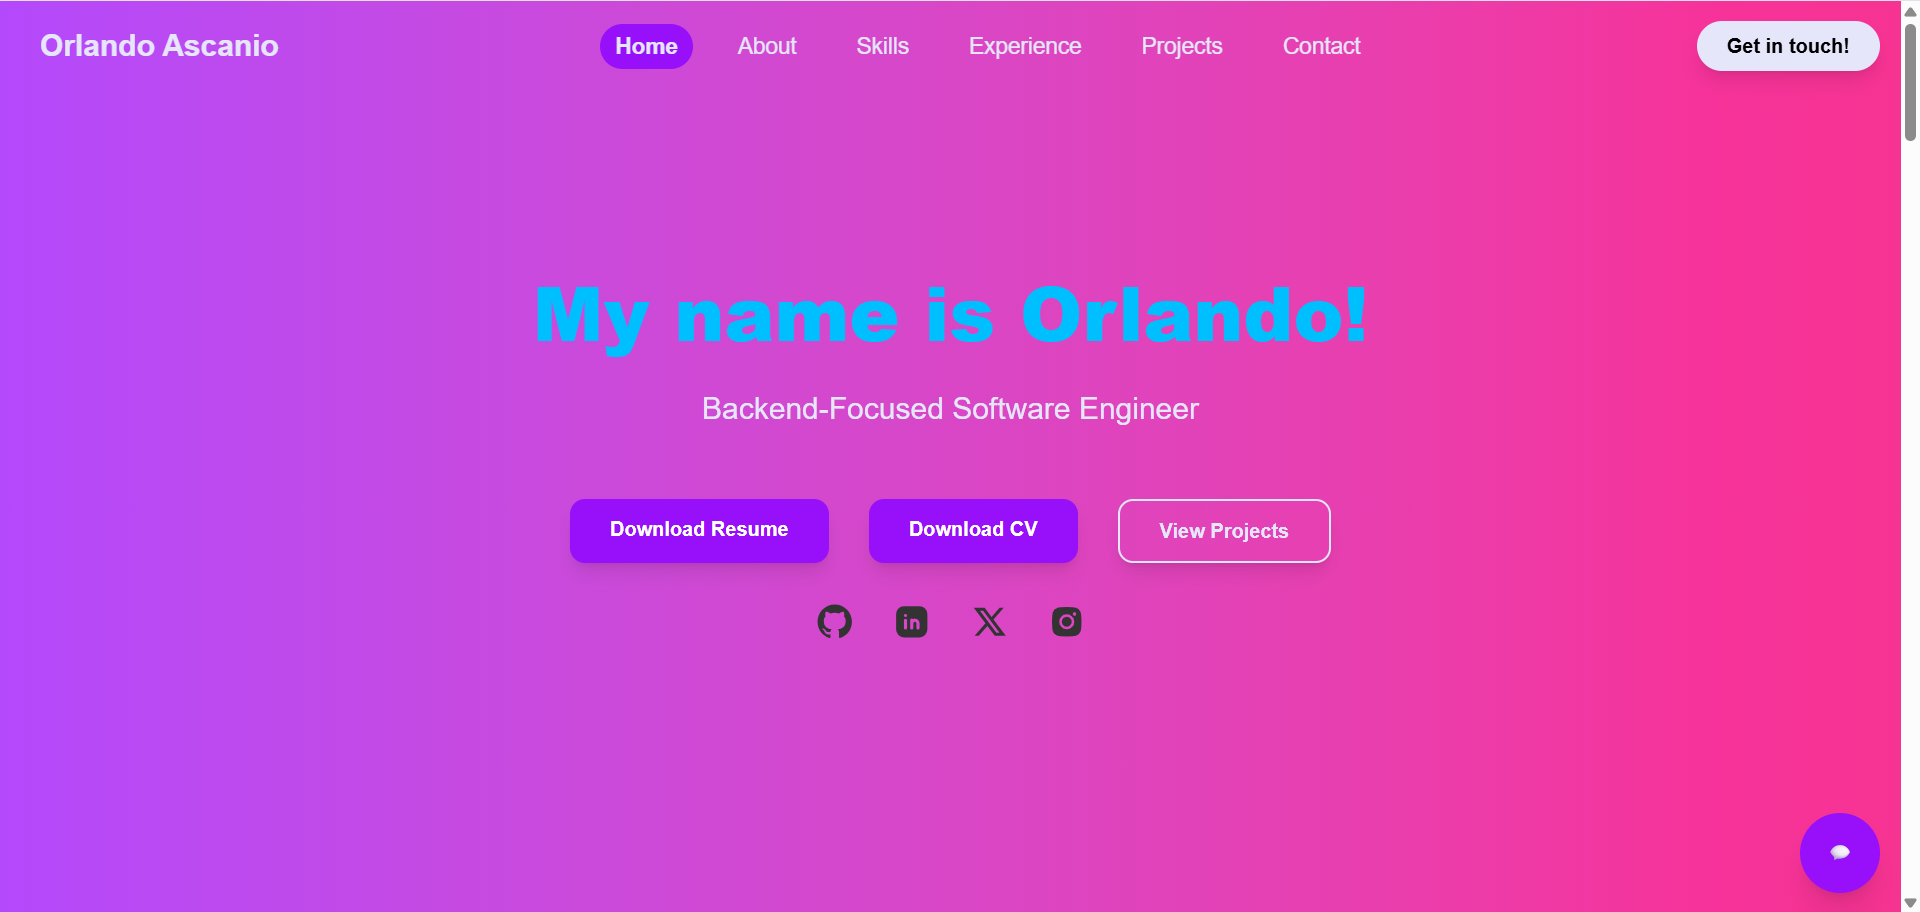 Orlando Ascanio
Home About Skills Experience Projects Contact
Get in touch!
My name is Orlando!
Backend-Focused Software Engineer
Download Resume Download CV View Projects
in